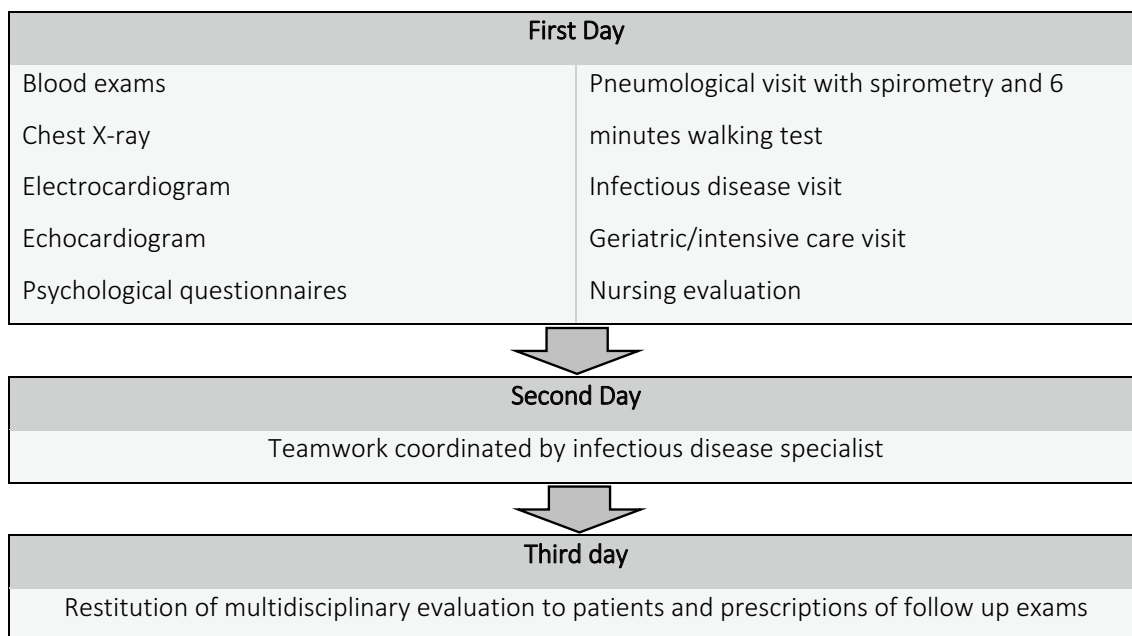 First Day
Blood exams
Chest X-ray
Electrocardiogram
Echocardiogram
Psychological questionnaires
Pneumological visit with spirometry and 6
minutes walking test
Infectious disease visit
Geriatric/intensive care visit
Nursing evaluation
Second Day
Teamwork coordinated by infectious disease specialist
Third day
Restitution of multidisciplinary evaluation to patients and prescriptions of follow up exams